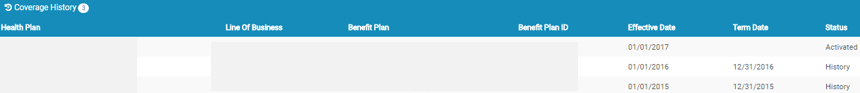 Coverage History 3
Health Plan Line Of Business Benefit Plan Benefit Plan ID Effective Date Term Date Status
01/01/2017 Activated
01/01/2016 12/31/2016 History
01/01/2015 12/31/2015 History